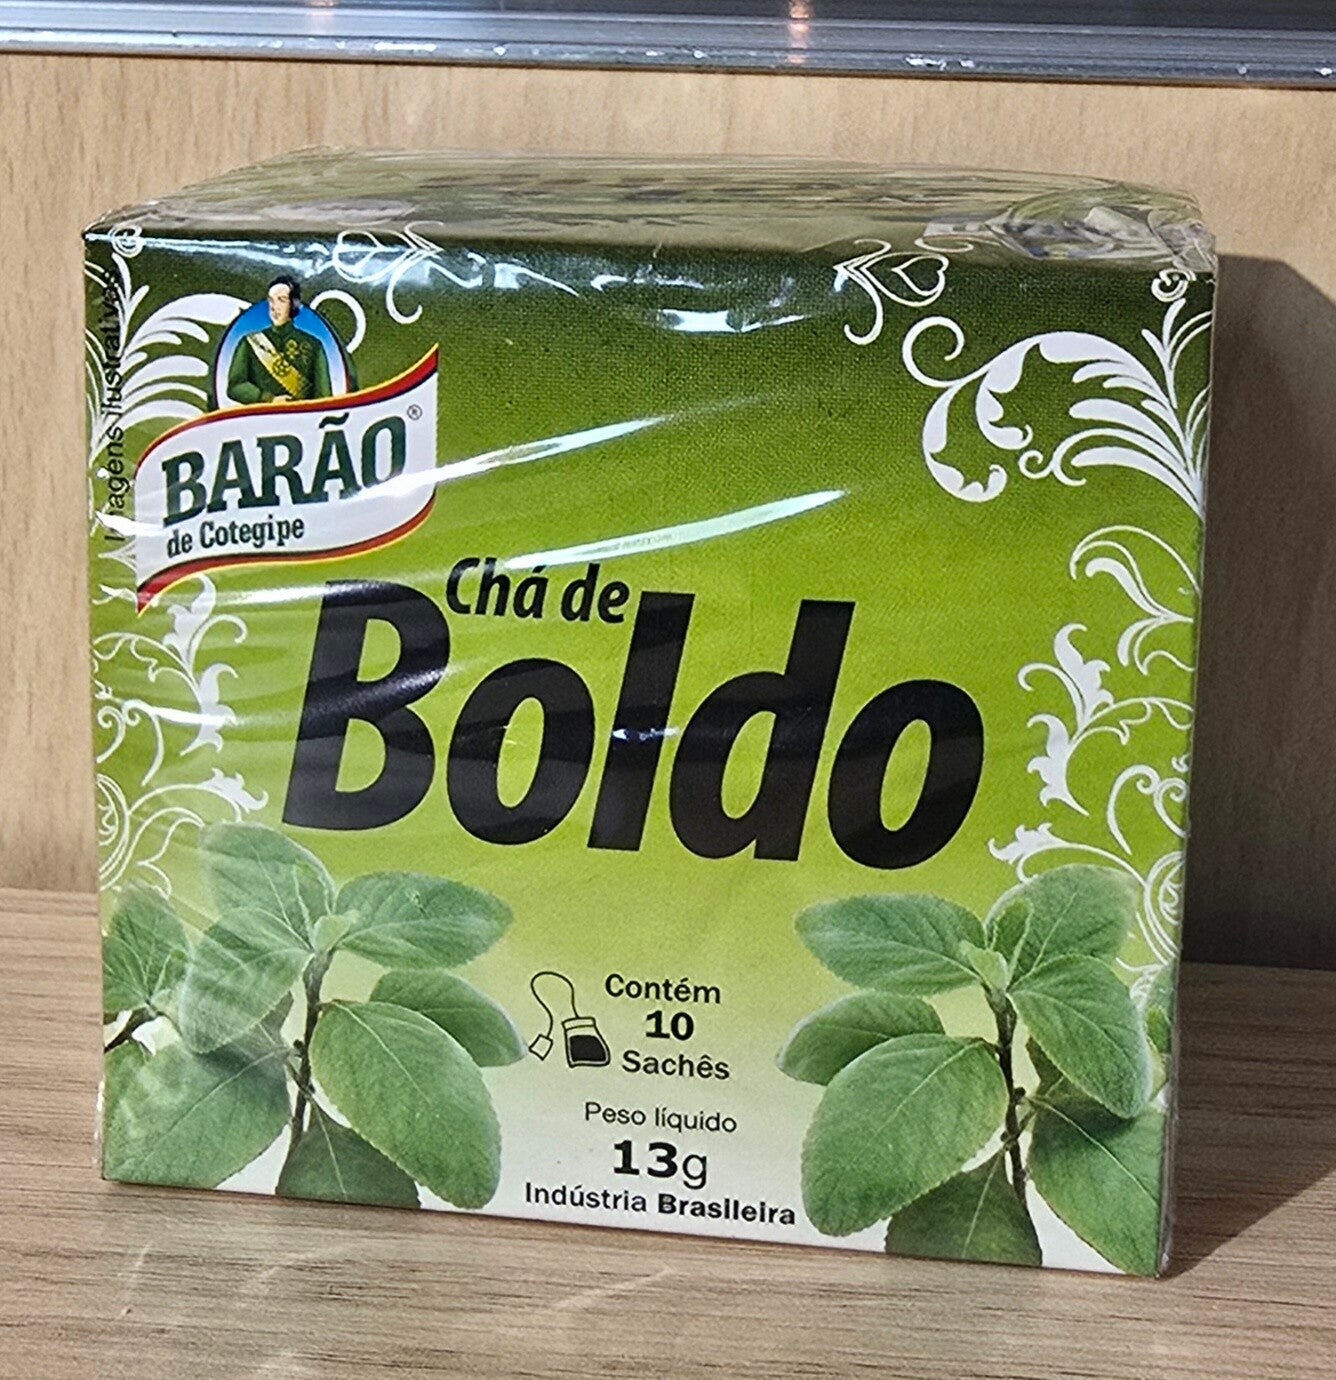 Imagens ilustrativas
BARÃO®
de Cotegipe
Chá de
Boldo
Contém
10
Sachês
Peso líquido
13g
Indústria Brasileira